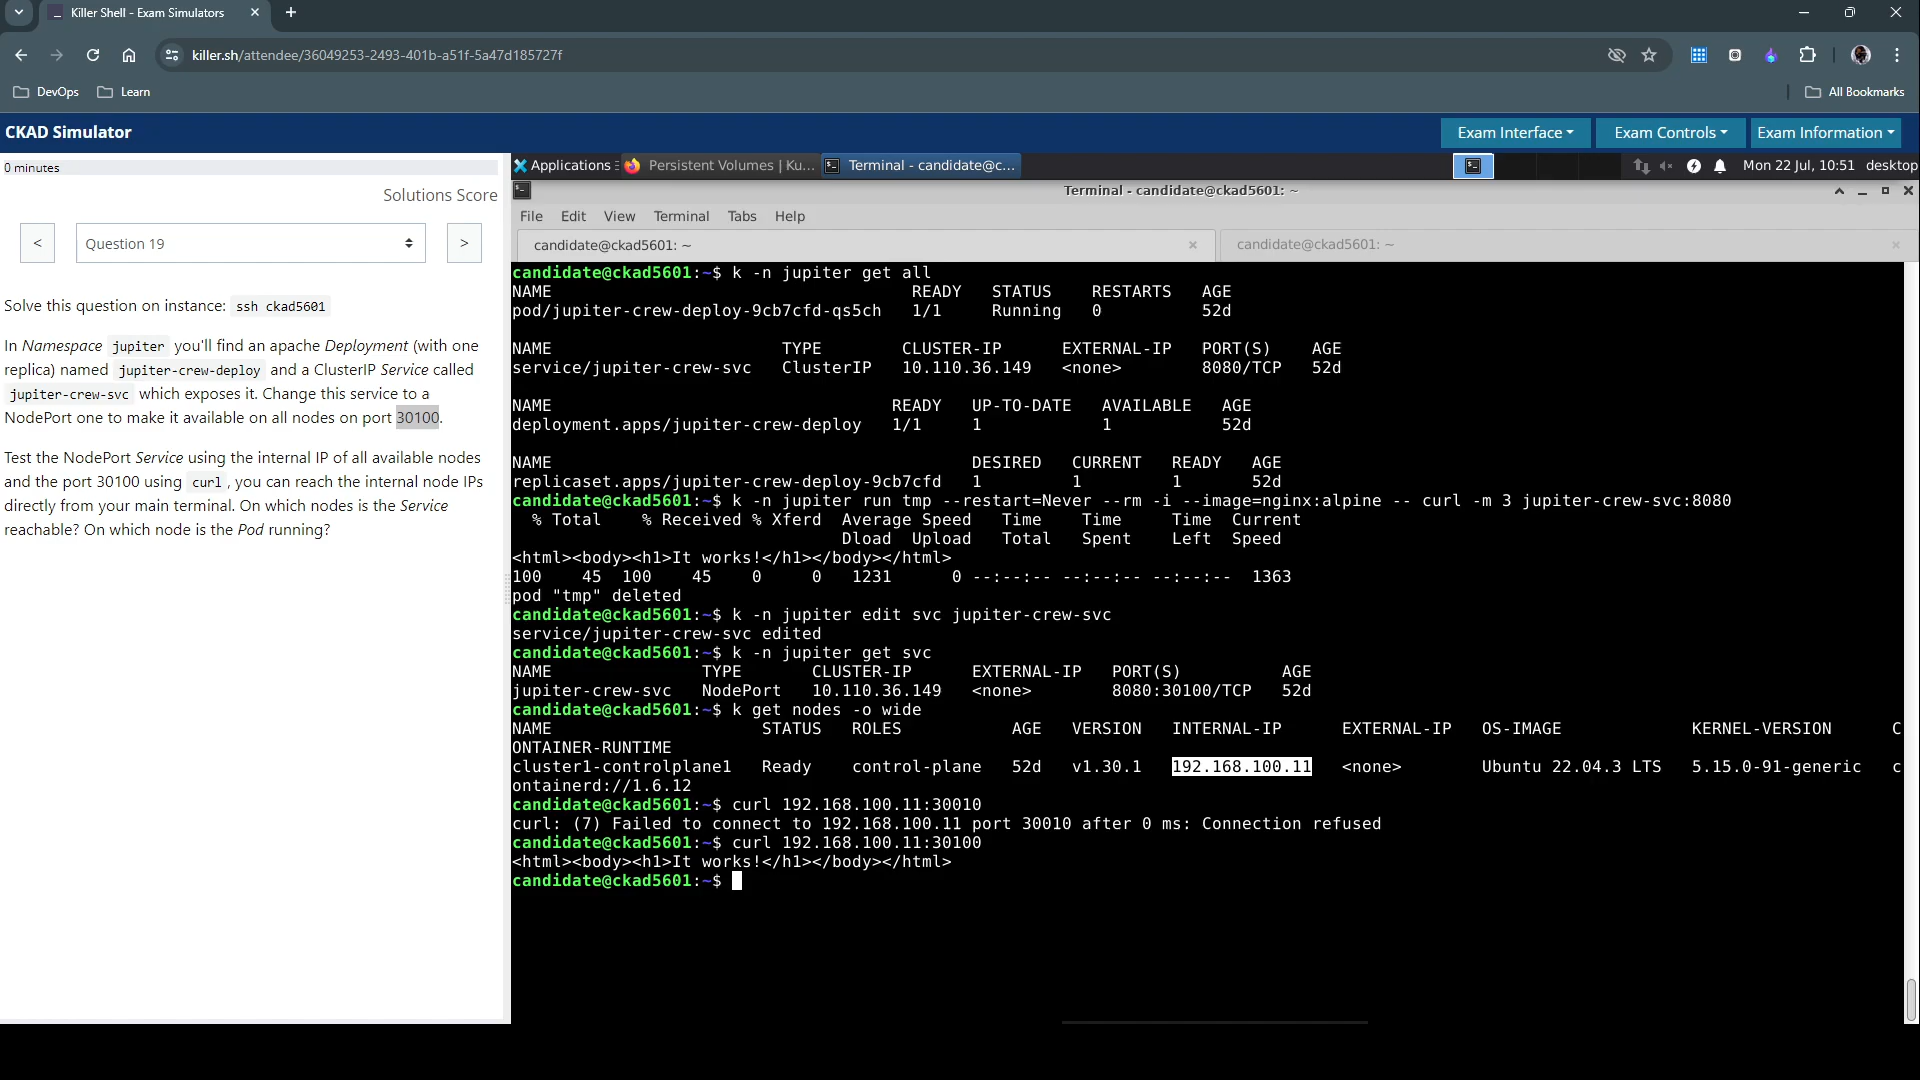 Killer Shell - Exam Simulators
killer.sh/attendee/36049253-2493-401b-a51f-5a47d185727f
DevOps
Learn
All Bookmarks
CKAD Simulator
Exam Interface
Exam Controls
Exam Information
0 minutes
Solutions Score
<
Question 19
>
Solve this question on instance: ssh ckad5601
In Namespace jupiter you'll find an apache Deployment (with one
replica) named jupiter-crew-deploy and a ClusterIP Service called
jupiter-crew-svc which exposes it. Change this service to a
NodePort one to make it available on all nodes on port 30100.
Test the NodePort Service using the internal IP of all available nodes
and the port 30100 using curl, you can reach the internal node IPs
directly from your main terminal. On which nodes is the Service
reachable? On which node is the Pod running?
Applications
Persistent Volumes | Ku...
Terminal - candidate@c...
Mon 22 Jul, 10:51 desktop
Terminal - candidate@ckad5601: ~
File Edit View Terminal Tabs Help
candidate@ckad5601: ~
candidate@ckad5601: ~
candidate@ckad5601:~$ k -n jupiter get all
NAME READY STATUS RESTARTS AGE
pod/jupiter-crew-deploy-9cb7cfd-qs5ch 1/1 Running 0 52d
NAME TYPE CLUSTER-IP EXTERNAL-IP PORT(S) AGE
service/jupiter-crew-svc ClusterIP 10.110.36.149 <none> 8080/TCP 52d
NAME READY UP-TO-DATE AVAILABLE AGE
deployment.apps/jupiter-crew-deploy 1/1 1 1 52d
NAME DESIRED CURRENT READY AGE
replicaset.apps/jupiter-crew-deploy-9cb7cfd 1 1 1 52d
candidate@ckad5601:~$ k -n jupiter run tmp --restart=Never --rm -i --image=nginx:alpine -- curl -m 3 jupiter-crew-svc:8080
% Total % Received % Xferd Average Speed Time Time Time Current
Dload Upload Total Spent Left Speed
<html><body><h1>It works!</h1></body></html>
100 45 100 45 0 0 1231 0 --:--:-- --:--:-- --:--:-- 1363
pod "tmp" deleted
candidate@ckad5601:~$ k -n jupiter edit svc jupiter-crew-svc
service/jupiter-crew-svc edited
candidate@ckad5601:~$ k -n jupiter get svc
NAME TYPE CLUSTER-IP EXTERNAL-IP PORT(S) AGE
jupiter-crew-svc NodePort 10.110.36.149 <none> 8080:30100/TCP 52d
candidate@ckad5601:~$ k get nodes -o wide
NAME STATUS ROLES AGE VERSION INTERNAL-IP EXTERNAL-IP OS-IMAGE KERNEL-VERSION C
ONTAINER-RUNTIME
cluster1-controlplane1 Ready control-plane 52d v1.30.1 192.168.100.11 <none> Ubuntu 22.04.3 LTS 5.15.0-91-generic c
ontainerd://1.6.12
candidate@ckad5601:~$ curl 192.168.100.11:30010
curl: (7) Failed to connect to 192.168.100.11 port 30010 after 0 ms: Connection refused
candidate@ckad5601:~$ curl 192.168.100.11:30100
<html><body><h1>It works!</h1></body></html>
candidate@ckad5601:~$